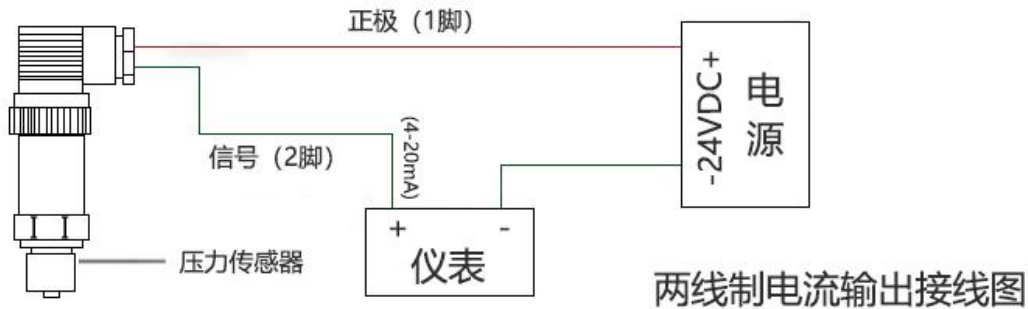 正极（1脚）
-24VDC+
电源
信号（2脚）
(4-20mA)
+
-
仪表
压力传感器
两线制电流输出接线图